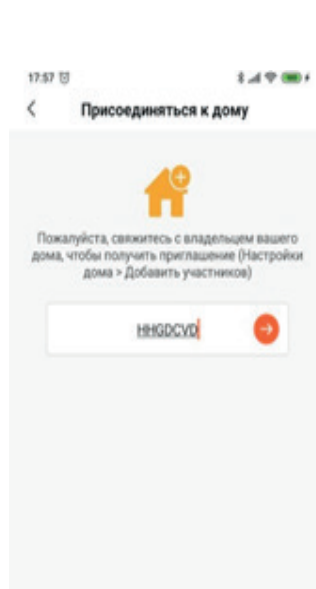 17:57
Присоединяться к дому
Пожалуйста, свяжитесь с владельцем вашего
дома, чтобы получить приглашение (Настройки
дома > Добавить участников)
HHGDCVD